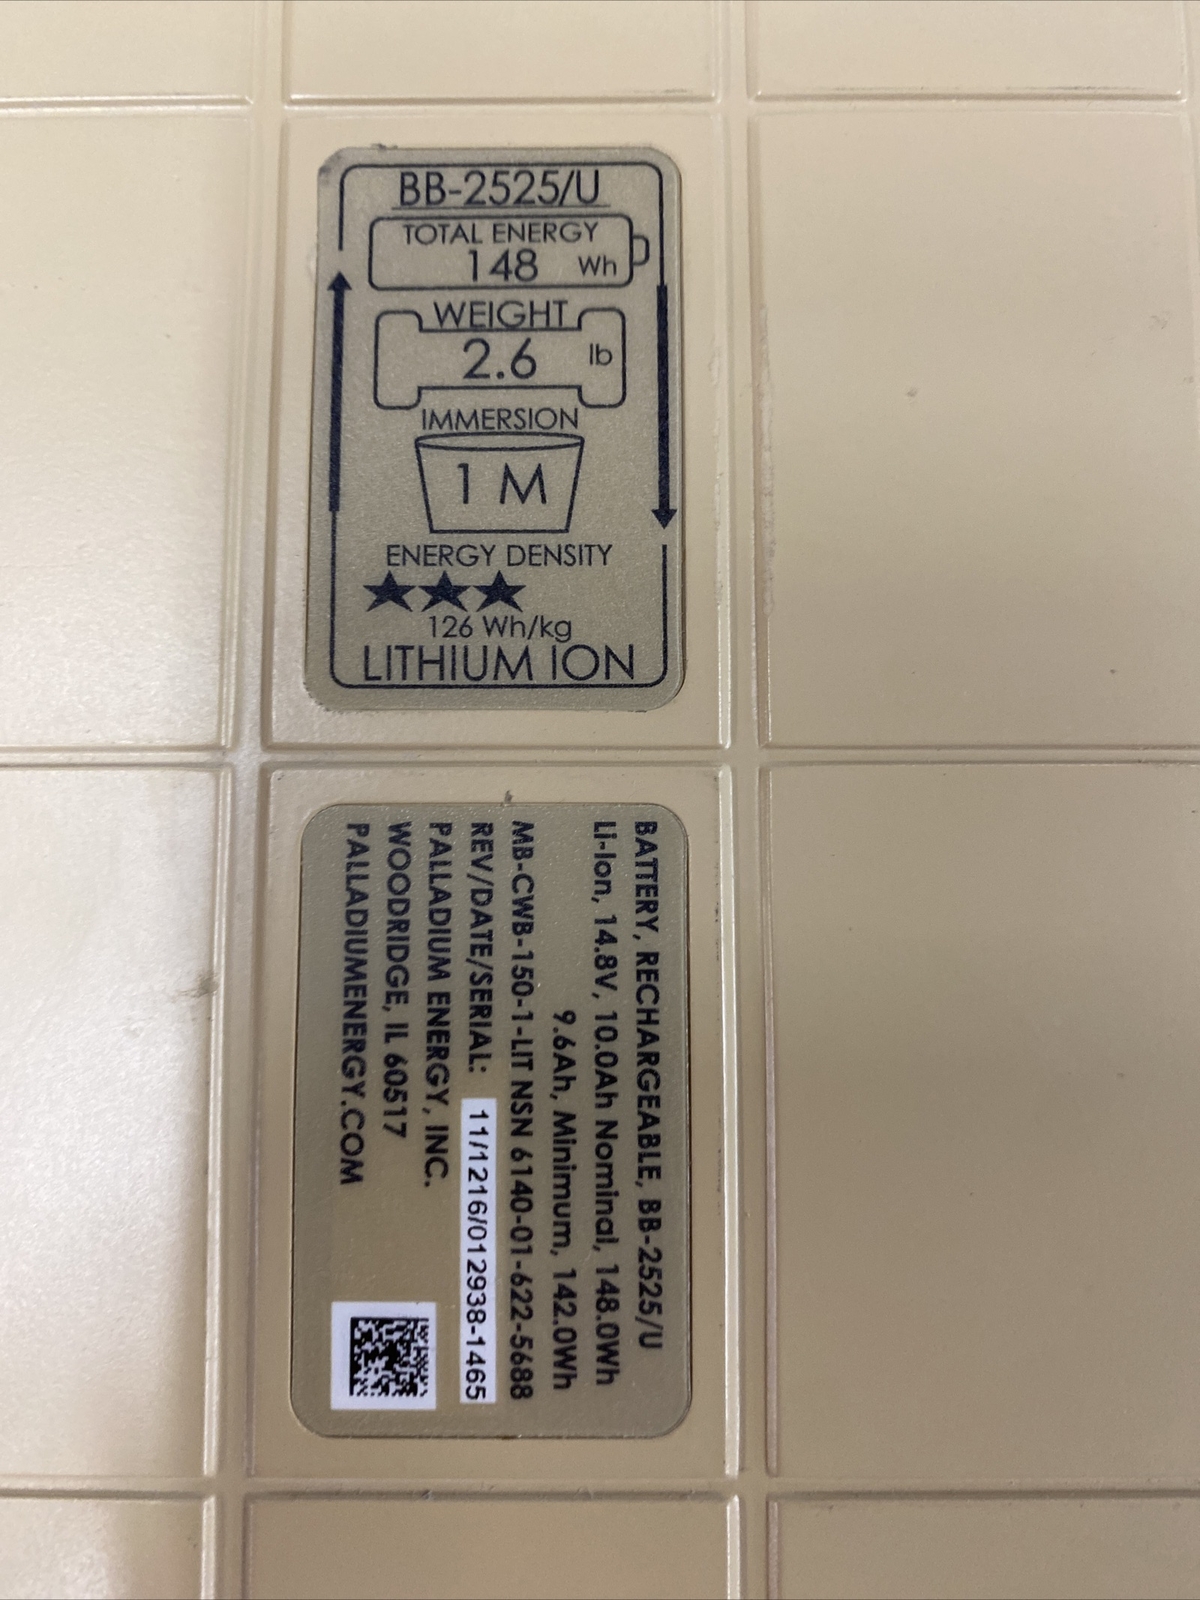 BB-2525/U
TOTAL ENERGY
148 Wh
WEIGHT
2.6 lb
IMMERSION
1 M
ENERGY DENSITY
★★★
126 Wh/kg
LITHIUM ION
BATTERY, RECHARGEABLE, BB-2525/U
Li-Ion, 14.8V, 10.0Ah Nominal, 148.0Wh
9.6Ah, Minimum, 142.0Wh
MB-CWB-150-1-LIT NSN 6140-01-622-5688
REV/DATE/SERIAL: 11/1216/012938-1465
PALLADIUM ENERGY, INC.
WOODRIDGE, IL 60517
PALLADIUMENERGY.COM